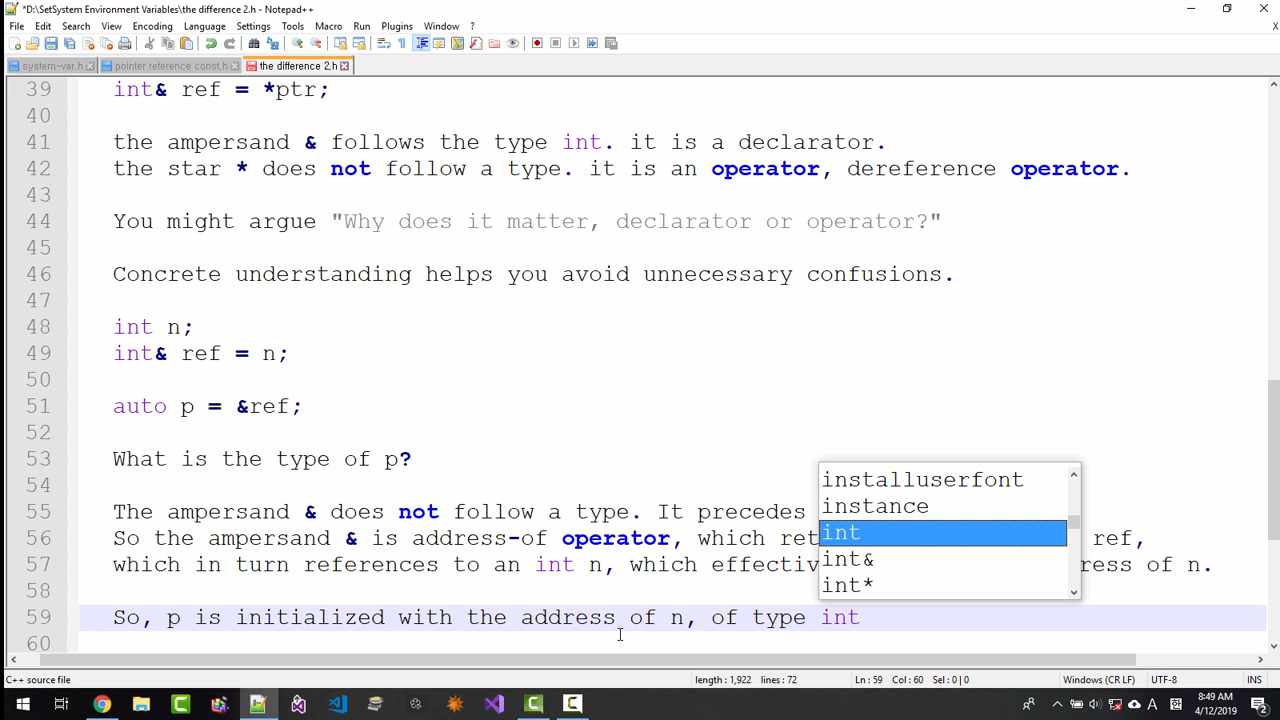 *D:\SetSystem Environment Variables\the difference 2.h - Notepad++
File Edit Search View Encoding Language Settings Tools Macro Run Plugins Window ?
system-var.h pointer reference const.h the difference 2.h
39 int& ref = *ptr;
40
41 the ampersand & follows the type int. it is a declarator.
42 the star * does not follow a type. it is an operator, dereference operator.
43
44 You might argue "Why does it matter, declarator or operator?"
45
46 Concrete understanding helps you avoid unnecessary confusions.
47
48 int n;
49 int& ref = n;
50
51 auto p = &ref;
52
53 What is the type of p?
54
55 The ampersand & does not follow a type. It precedes
56 So the ampersand & is address-of operator, which ret ref,
57 which in turn references to an int n, which effectiv ress of n.
58
59 So, p is initialized with the address of n, of type int
60
installuserfont
instance
int
int&
int*
C++ source file length : 1,922 lines : 72 Ln : 59 Col : 60 Sel : 0 | 0 Windows (CR LF) UTF-8 INS
8:49 AM
4/12/2019